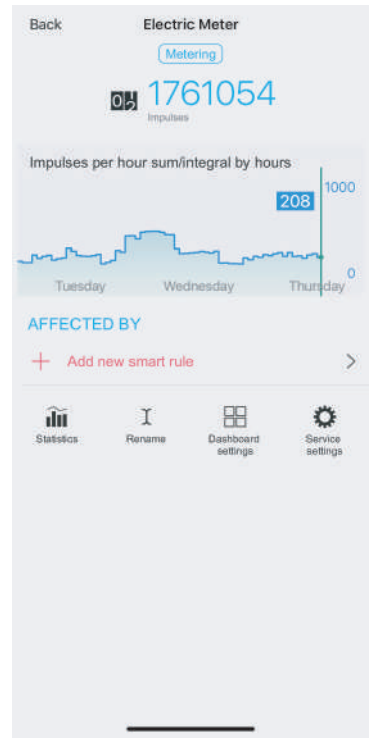 Back Electric Meter
Metering
1761054
Impulses
Impulses per hour sum/integral by hours
1000
208
0
Tuesday Wednesday Thursday
AFFECTED BY
+ Add new smart rule >
Statistics Rename Dashboard settings Service settings